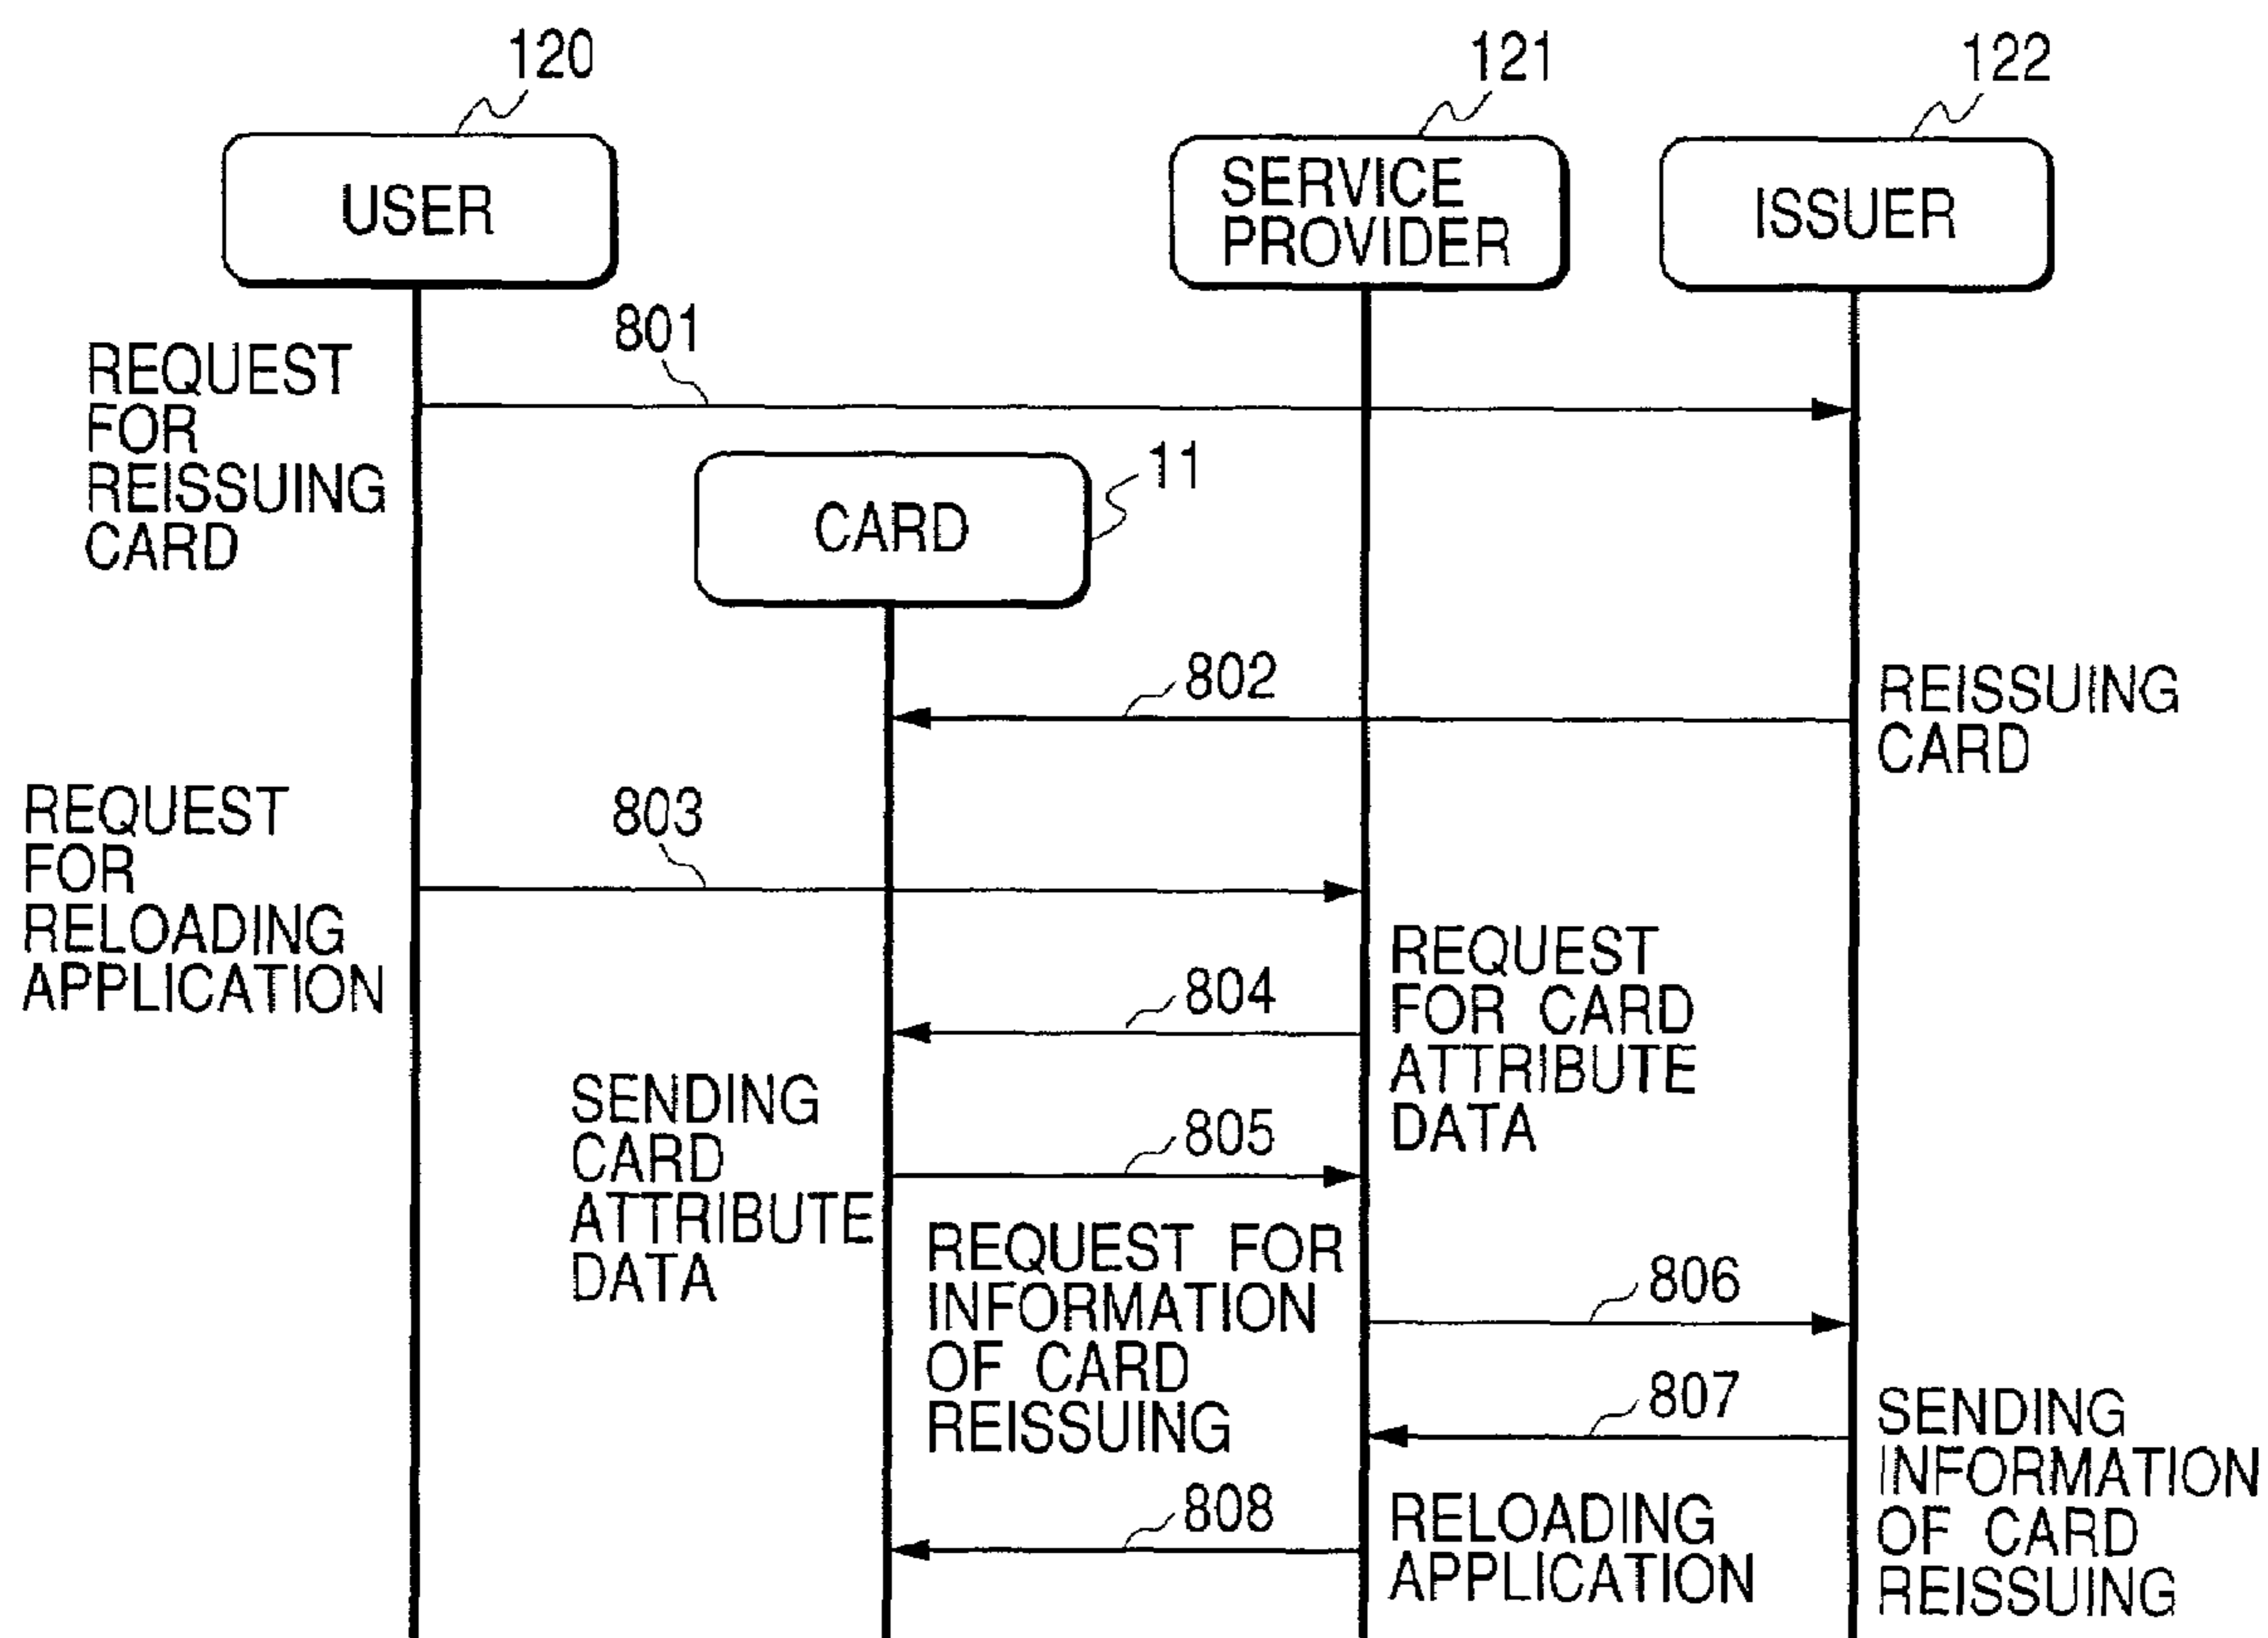 120
121
122
USER
SERVICE
PROVIDER
ISSUER
801
REQUEST
FOR
REISSUING
CARD
11
CARD
802
REISSUING
CARD
REQUEST
FOR
RELOADING
APPLICATION
803
804
REQUEST
FOR CARD
ATTRIBUTE
DATA
SENDING
CARD
ATTRIBUTE
DATA
805
REQUEST FOR
INFORMATION
OF CARD
REISSUING
806
807
SENDING
INFORMATION
OF CARD
REISSUING
808
RELOADING
APPLICATION